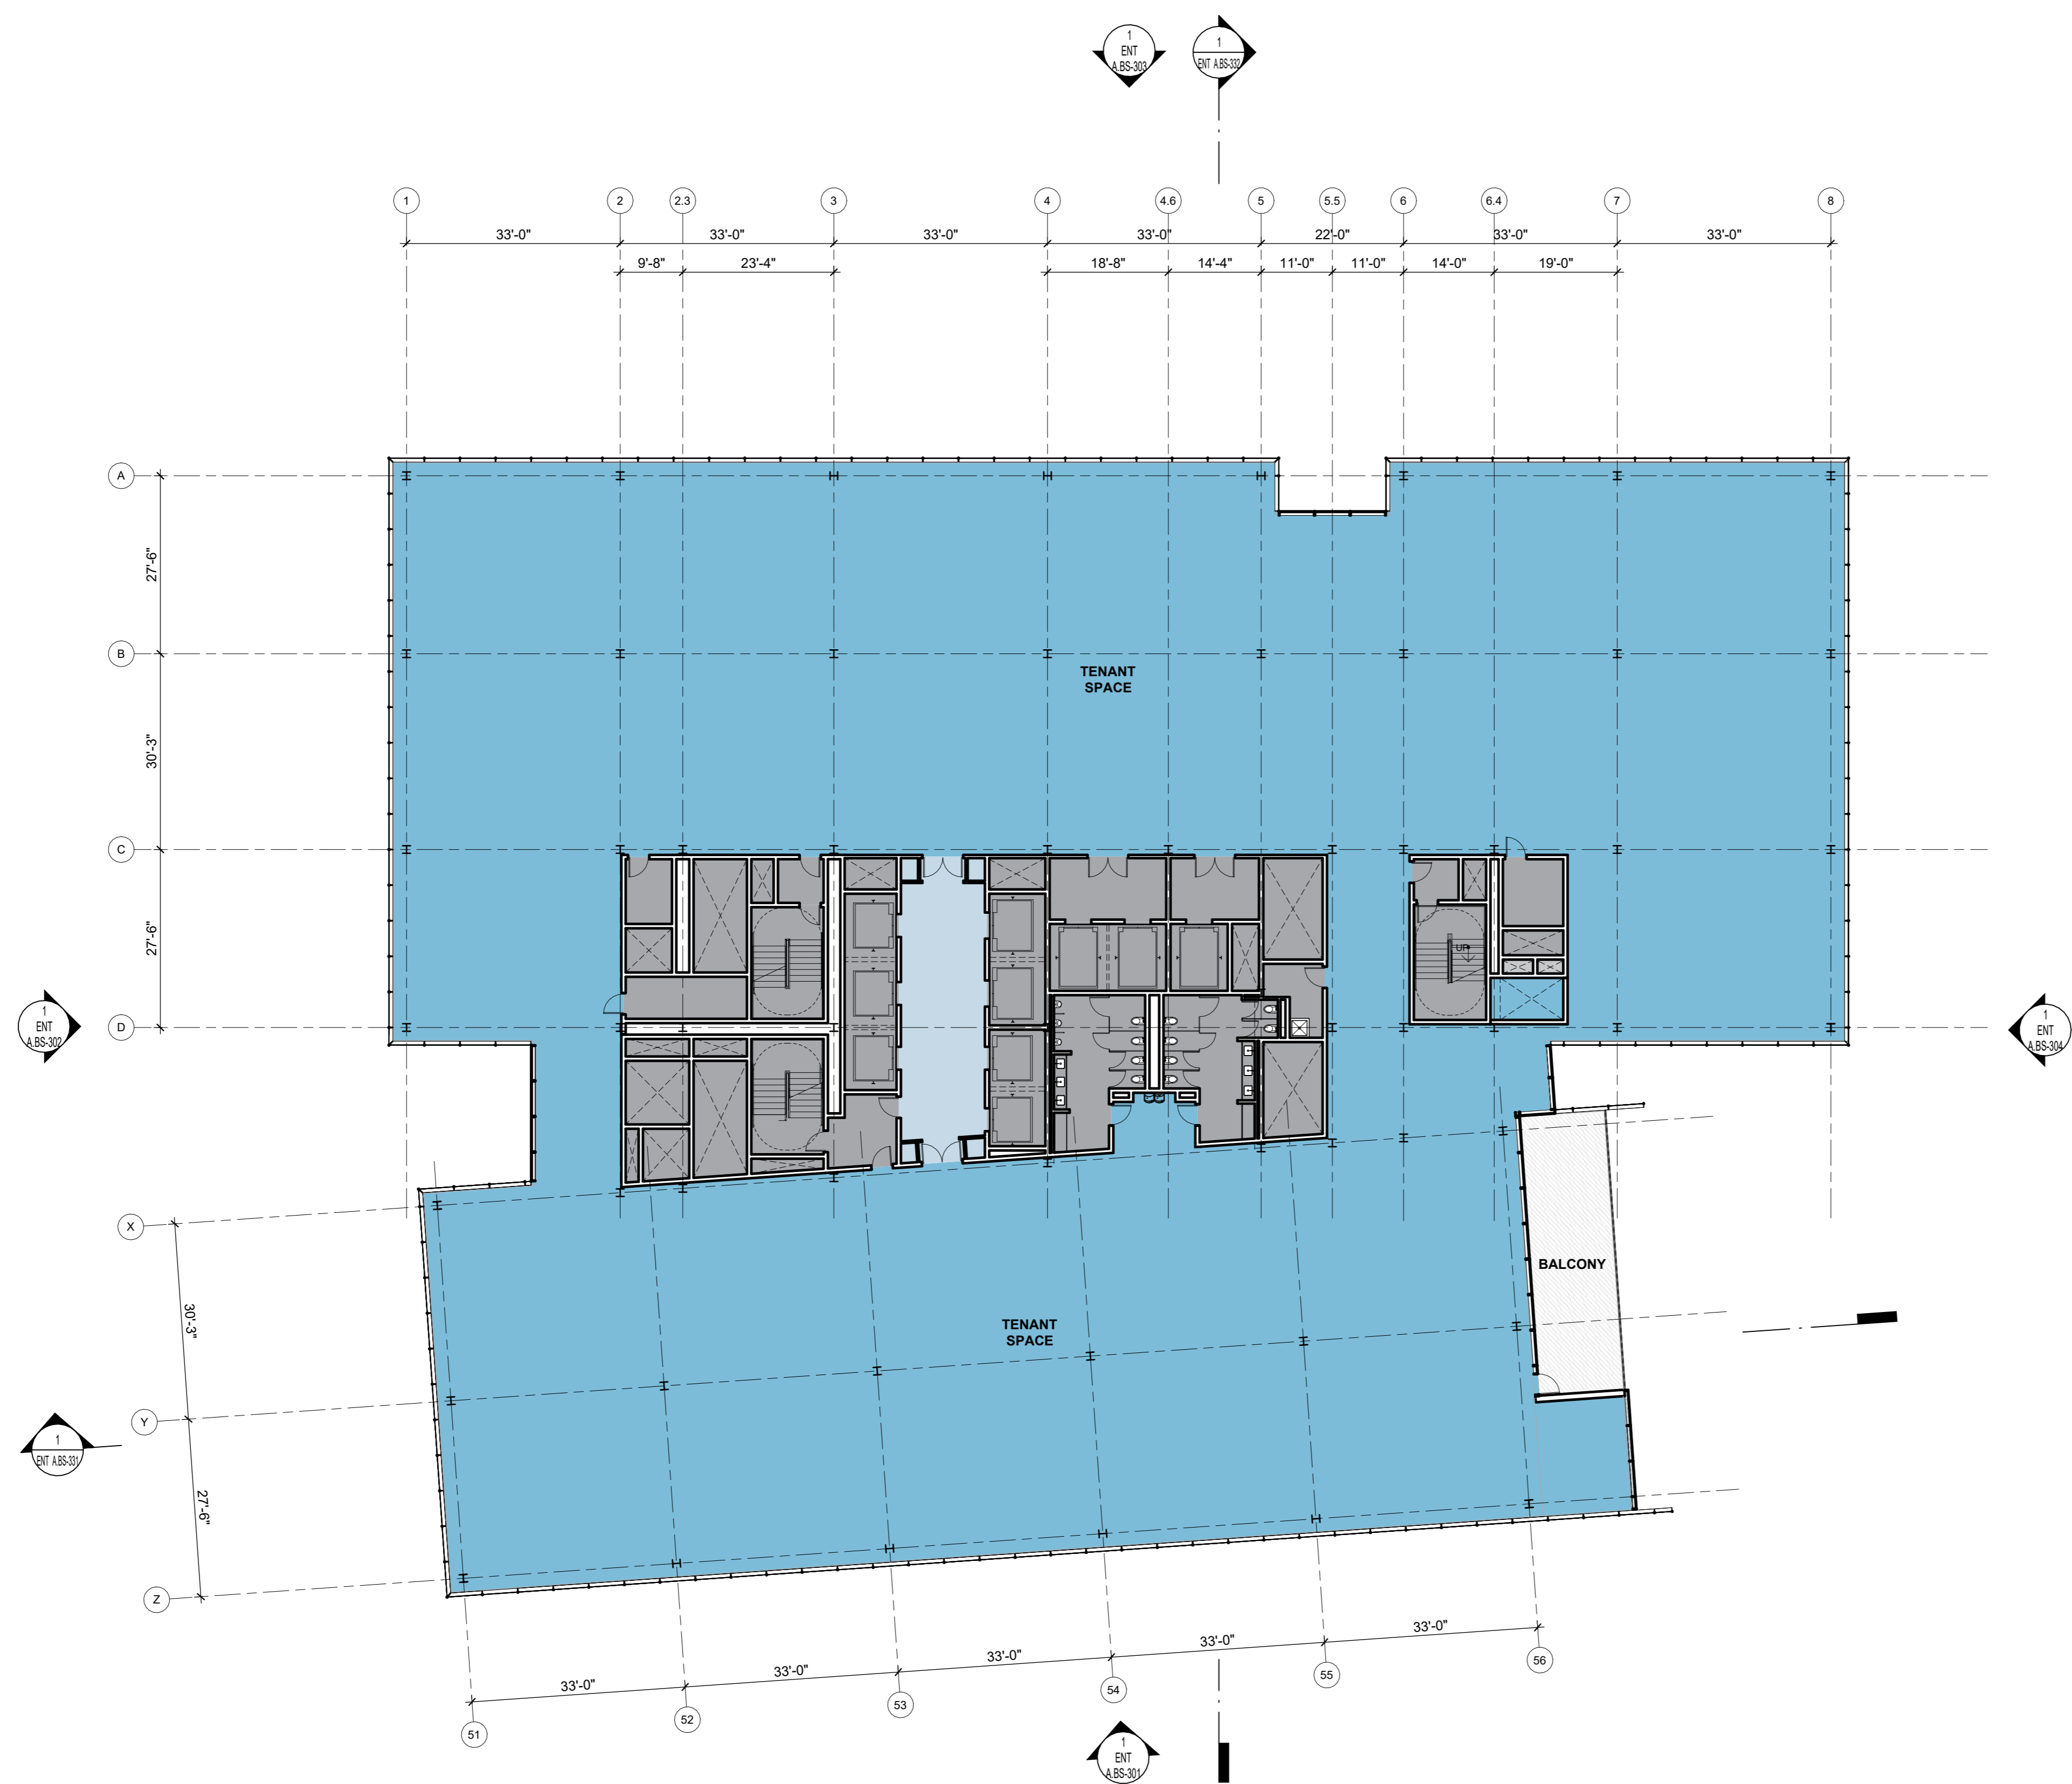 1
ENT
A.BS-303
1
ENT A.BS-332
1
2
2.3
3
4
4.6
5
5.5
6
6.4
7
8
33'-0"
33'-0"
33'-0"
33'-0"
22'-0"
33'-0"
33'-0"
9'-8"
23'-4"
18'-8"
14'-4"
11'-0"
11'-0"
14'-0"
19'-0"
A
27'-6"
B
TENANT
SPACE
30'-3"
C
27'-6"
UP
D
1
ENT
A.BS-302
1
ENT
A.BS-304
X
BALCONY
30'-3"
TENANT
SPACE
Y
1
ENT A.BS-331
27'-6"
Z
33'-0"
33'-0"
33'-0"
33'-0"
33'-0"
51
52
53
54
55
56
1
ENT
A.BS-301